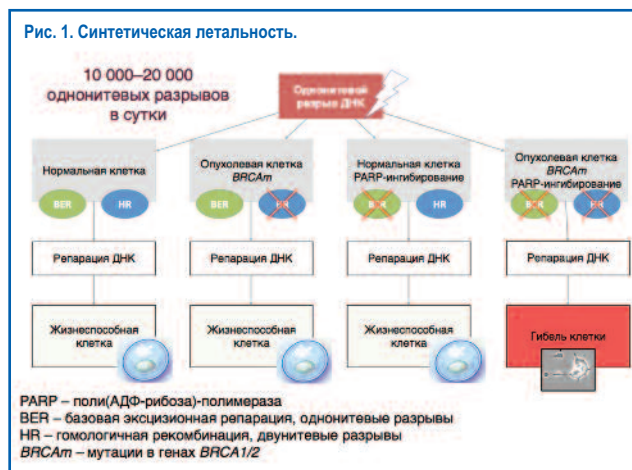 Рис. 1. Синтетическая летальность.
10 000–20 000
однонитевых разрывов
в сутки
Однонитевой
разрыв ДНК
Нормальная клетка
BER
HR
Опухолевая клетка
BRCAm
BER
HR
Нормальная клетка
PARP-ингибирование
BER
HR
Опухолевая клетка
BRCAm
PARP-ингибирование
BER
HR
Репарация ДНК
Репарация ДНК
Репарация ДНК
Репарация ДНК
Жизнеспособная
клетка
Жизнеспособная
клетка
Жизнеспособная
клетка
Гибель клетки
PARP – поли(АДФ-рибоза)-полимераза
BER – базовая эксцизионная репарация, однонитевые разрывы
HR – гомологичная рекомбинация, двунитевые разрывы
BRCAm – мутации в генах BRCA1/2